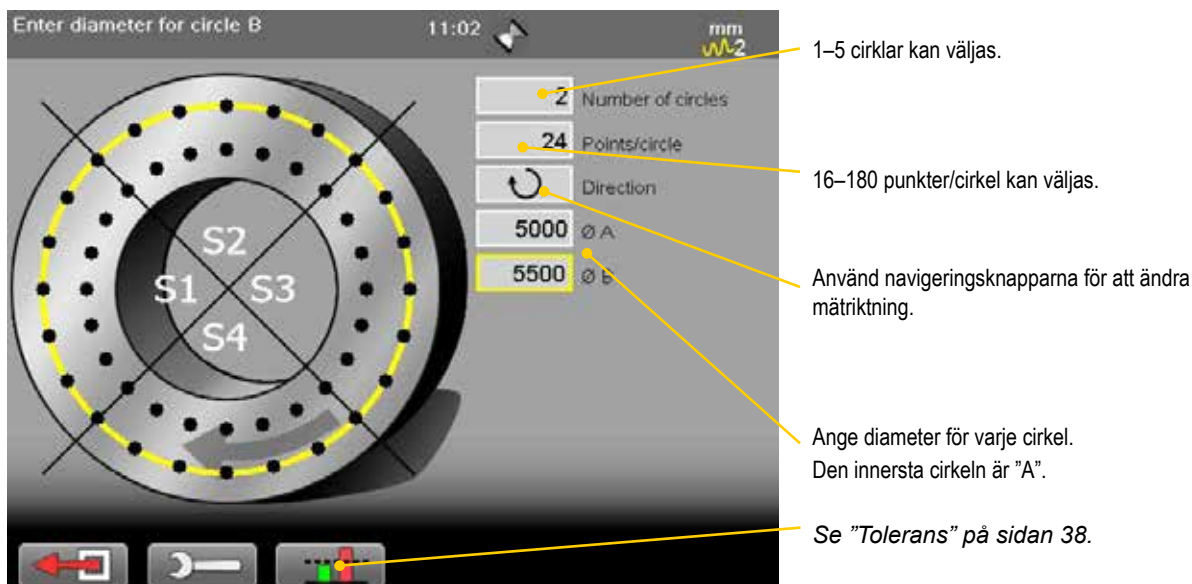 Enter diameter for circle B
11:02
mm
2
2 Number of circles
24 Points/circle
Direction
5000 Ø A
5500 Ø B
S2
S1 S3
S4
1–5 cirklar kan väljas.
16–180 punkter/cirkel kan väljas.
Använd navigeringsknapparna för att ändra
mätriktning.
Ange diameter för varje cirkel.
Den innersta cirkeln är ”A”.
Se ”Tolerans” på sidan 38.